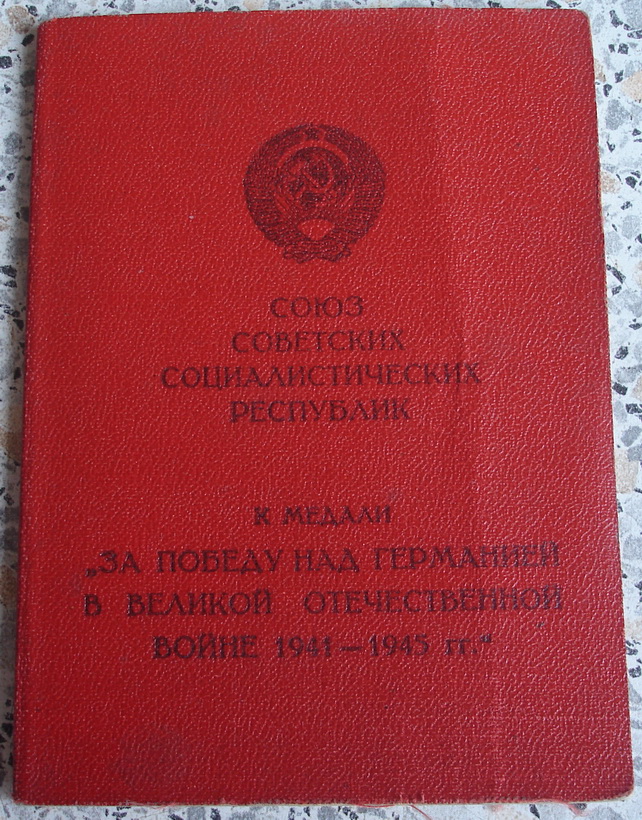 СОЮЗ
СОВЕТСКИХ
СОЦИАЛИСТИЧЕСКИХ
РЕСПУБЛИК
К МЕДАЛИ
„ЗА ПОБЕДУ НАД ГЕРМАНИЕЙ
В ВЕЛИКОЙ ОТЕЧЕСТВЕННОЙ
ВОЙНЕ 1941—1945 гг.“